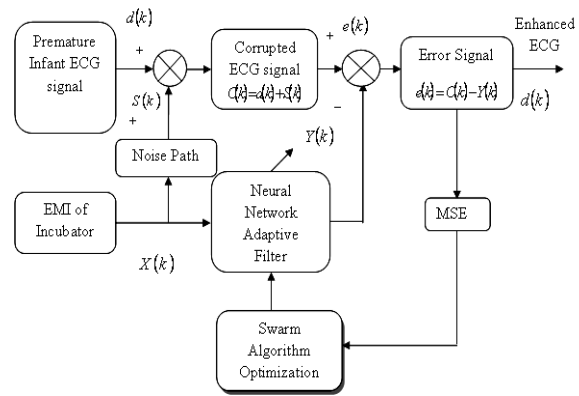 Premature
Infant ECG
signal
d(k)
+
S(k)
+
Corrupted
ECG signal
C(k)=d(k)+S(k)
+
e(k)
−
Error Signal
e(k)=C(k)−Y(k)
Enhanced
ECG
d(k)
Noise Path
Y(k)
EMI of
Incubator
X(k)
Neural
Network
Adaptive
Filter
MSE
Swarm
Algorithm
Optimization